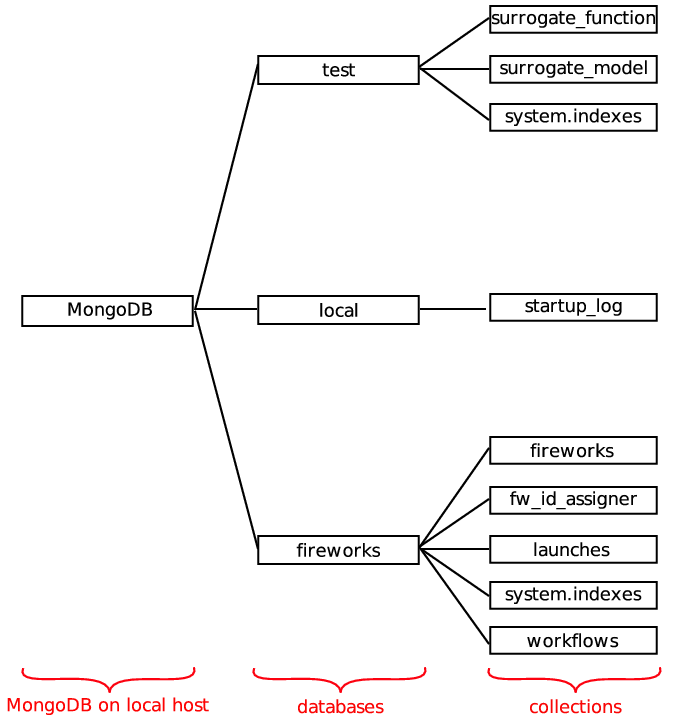 surrogate_function
test
surrogate_model
system.indexes
MongoDB
local
startup_log
fireworks
fw_id_assigner
fireworks
launches
system.indexes
workflows
MongoDB on local host
databases
collections